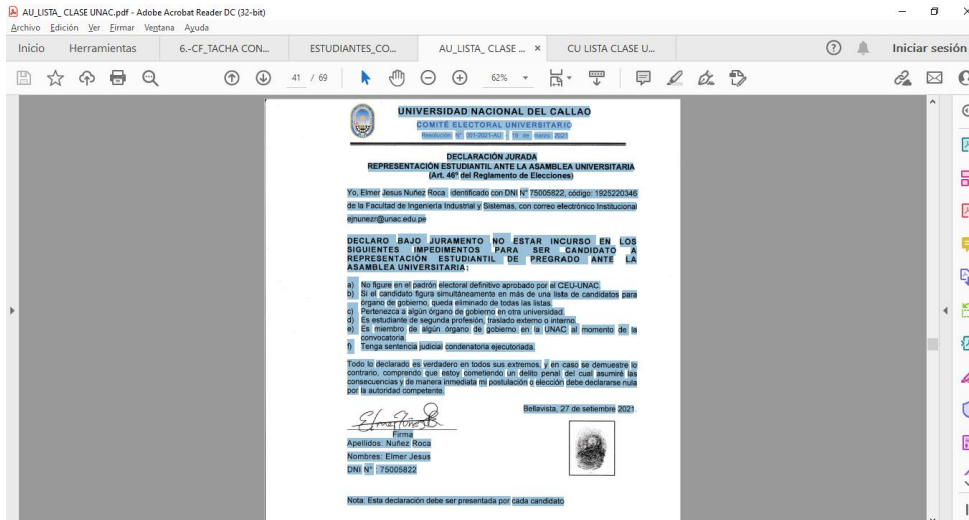 AU_LISTA_ CLASE UNAC.pdf - Adobe Acrobat Reader DC (32-bit)
Archivo Edición Ver Firmar Ventana Ayuda
Inicio Herramientas 6.-CF_TACHA CON... ESTUDIANTES_CO... AU_LISTA_ CLASE ... × CU LISTA CLASE U... Iniciar sesión
41 / 69 62%
UNIVERSIDAD NACIONAL DEL CALLAO
COMITÉ ELECTORAL UNIVERSITARIO
Resolución N° 001-2021-AU - 19 de marzo 2021
DECLARACIÓN JURADA
REPRESENTACIÓN ESTUDIANTIL ANTE LA ASAMBLEA UNIVERSITARIA
(Art. 46° del Reglamento de Elecciones)
Yo, Elmer Jesus Nuñez Roca identificado con DNI N° 75005822, código: 1925220346
de la Facultad de Ingeniería Industrial y Sistemas, con correo electrónico Institucional
ejnunezr@unac.edu.pe
DECLARO BAJO JURAMENTO NO ESTAR INCURSO EN LOS
SIGUIENTES IMPEDIMENTOS PARA SER CANDIDATO A
REPRESENTACIÓN ESTUDIANTIL DE PREGRADO ANTE LA
ASAMBLEA UNIVERSITARIA:
a) No figure en el padrón electoral definitivo aprobado por el CEU-UNAC.
b) Si el candidato figura simultáneamente en más de una lista de candidatos para
órgano de gobierno, queda eliminado de todas las listas.
c) Pertenezca a algún órgano de gobierno en otra universidad.
d) Es estudiante de segunda profesión, traslado externo o interno.
e) Es miembro de algún órgano de gobierno en la UNAC al momento de la
convocatoria.
f) Tenga sentencia judicial condenatoria ejecutoriada.
Todo lo declarado es verdadero en todos sus extremos, y en caso se demuestre lo
contrario, comprendo que estoy cometiendo un delito penal del cual asumiré las
consecuencias y de manera inmediata mi postulación o elección debe declararse nula
por la autoridad competente.
Bellavista, 27 de setiembre 2021.
Firma
Apellidos: Nuñez Roca
Nombres: Elmer Jesus
DNI N° : 75005822
Nota: Esta declaración debe ser presentada por cada candidato